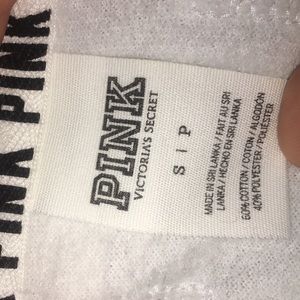 PINK PINK
PINK
VICTORIA'S SECRET
S | P
MADE IN SRI LANKA / FAIT AU SRI
LANKA / HECHO EN SRI LANKA
60% COTTON / COTON / ALGODÓN
40% POLYESTER / POLIÉSTER